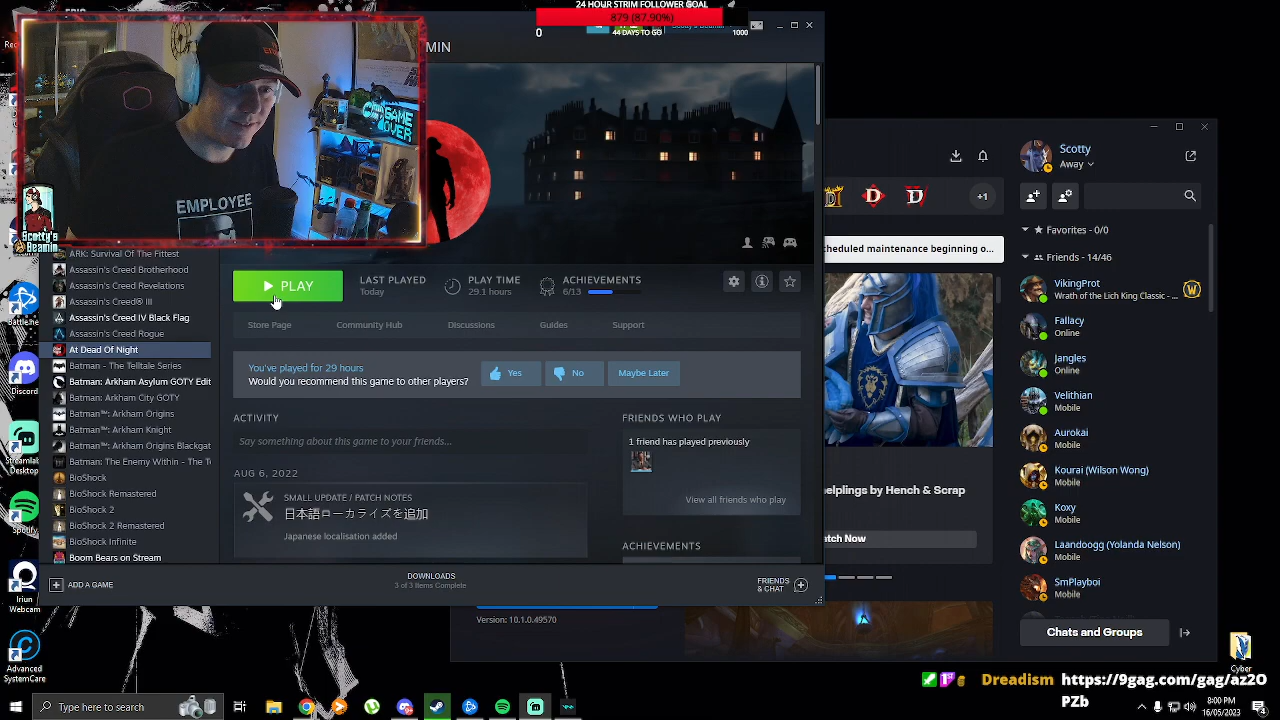 24 HOUR STRIM FOLLOWER GOAL
879 (87.90%)
0
44 DAYS TO GO
1000
MIN
GAME OVER
EMPLOYEE
Scotty's Beamin
ARK: Survival Of The Fittest
Assassin's Creed Brotherhood
Assassin's Creed Revelations
Assassin's Creed® III
Assassin's Creed IV Black Flag
Assassin's Creed Rogue
At Dead Of Night
Batman - The Telltale Series
Batman: Arkham Asylum GOTY Edit
Batman: Arkham City GOTY
Batman™: Arkham Origins
Batman™: Arkham Knight
Batman™: Arkham Origins Blackgat
Batman: The Enemy Within - The T
BioShock
BioShock Remastered
BioShock 2
BioShock 2 Remastered
BioShock Infinite
Boom Bears on Stream
PLAY
LAST PLAYED
Today
PLAY TIME
29.1 hours
ACHIEVEMENTS
6/13
Store Page
Community Hub
Discussions
Guides
Support
You've played for 29 hours
Would you recommend this game to other players?
Yes
No
Maybe Later
ACTIVITY
Say something about this game to your friends...
AUG 6, 2022
SMALL UPDATE / PATCH NOTES
日本語ローカライズを追加
Japanese localisation added
FRIENDS WHO PLAY
1 friend has played previously
View all friends who play
ACHIEVEMENTS
ADD A GAME
DOWNLOADS
3 of 3 Items Complete
FRIENDS
& CHAT
Scotty
Away
+1
heduled maintenance beginning o...
Favorites - 0/0
Friends - 14/46
VikingProt
Wrath of the Lich King Classic - ...
Fallacy
Online
Jangles
Online
Velithian
Mobile
Aurokai
Mobile
Kourai (Wilson Wong)
Mobile
Koxy
Mobile
Laandoogg (Yolanda Nelson)
Mobile
SmPlayboi
Mobile
helplings by Hench & Scrap
tch Now
Chats and Groups
Version: 10.1.0.49570
Battle.ne
Discord
Streamla
Desktop
Spotify
Iriun
Webcam
Advanced
SystemCare
Cyber
Dreadism https://9gag.com/gag/az2O
PZb
Type here to search
8:00 PM
16/05/2023